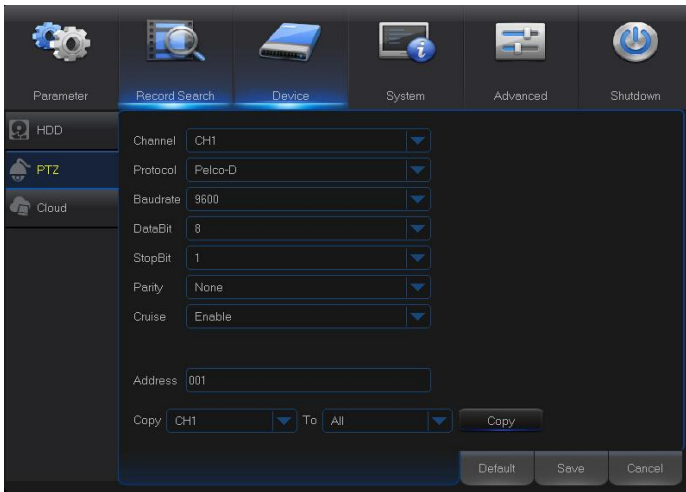 Parameter Record Search Device System Advanced Shutdown
HDD
PTZ
Cloud
Channel CH1
Protocol Pelco-D
Baudrate 9600
DataBit 8
StopBit 1
Parity None
Cruise Enable
Address 001
Copy CH1 To All Copy
Default Save Cancel